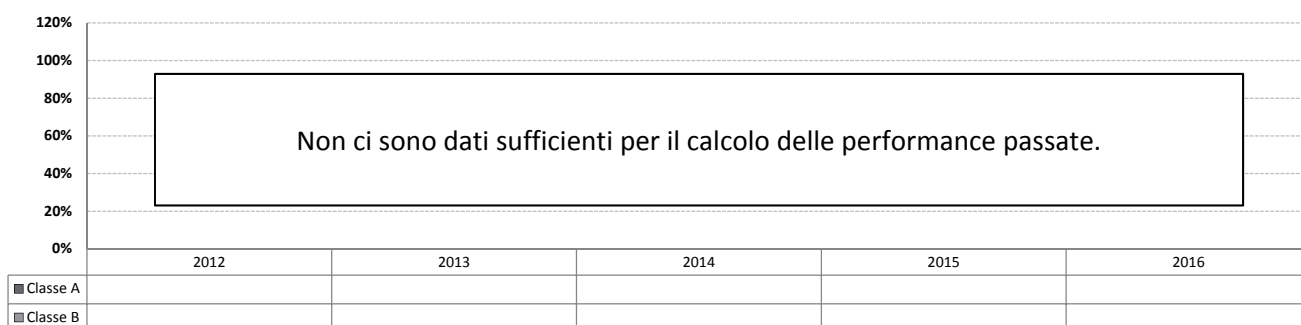 120%
100%
80%
60%
40%
20%
0%
Non ci sono dati sufficienti per il calcolo delle performance passate.
2012 2013 2014 2015 2016
Classe A
Classe B